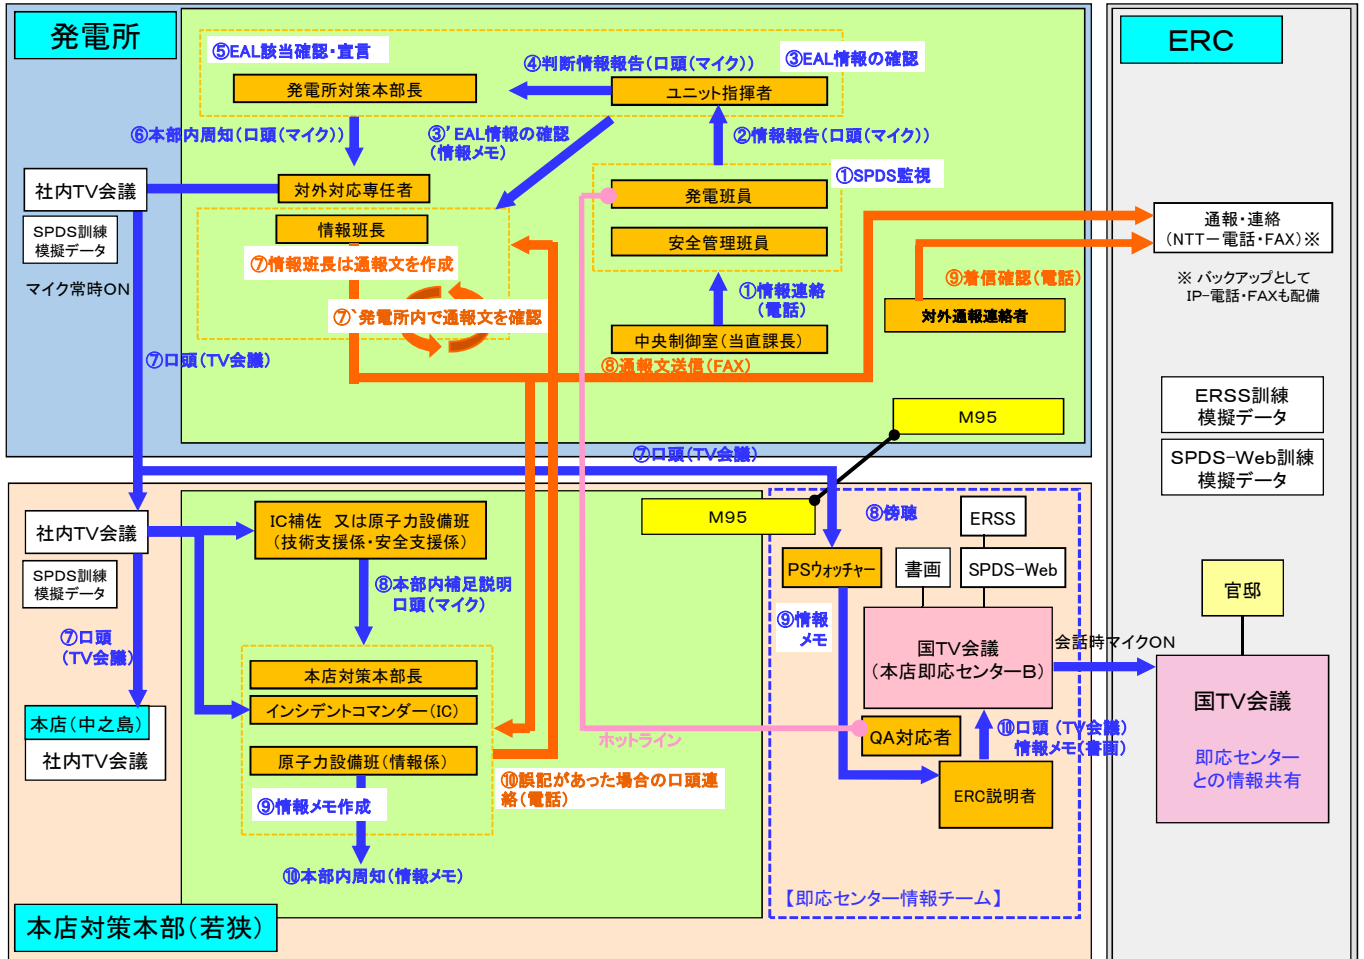 発電所
⑤EAL該当確認・宣言
発電所対策本部長
④判断情報報告(口頭(マイク))
③EAL情報の確認
ユニット指揮者
⑥本部内周知(口頭(マイク))
③’EAL情報の確認
(情報メモ)
②情報報告(口頭(マイク))
①SPDS監視
社内TV会議
対外対応専任者
発電班員
SPDS訓練
模擬データ
情報班長
安全管理班員
マイク常時ON
⑦情報班長は通報文を作成
①情報連絡
(電話)
⑦`発電所内で通報文を確認
中央制御室(当直課長)
⑨着信確認(電話)
対外通報連絡者
⑦口頭(TV会議)
⑧通報文送信(FAX)
M95
⑦口頭(TV会議)
ERC
通報・連絡
(NTT-電話・FAX)※
※ バックアップとして
IP-電話・FAXも配備
ERSS訓練
模擬データ
SPDS-Web訓練
模擬データ
官邸
国TV会議
即応センター
との情報共有
社内TV会議
SPDS訓練
模擬データ
IC補佐 又は原子力設備班
(技術支援係・安全支援係)
M95
⑧傍聴
ERSS
PSウォッチャー
書画
SPDS-Web
⑧本部内補足説明
口頭(マイク)
⑨情報
メモ
⑦口頭
(TV会議)
国TV会議
(本店即応センターB)
会話時マイクON
本店対策本部長
インシデントコマンダー(IC)
本店(中之島)
社内TV会議
原子力設備班(情報係)
ホットライン
QA対応者
⑩口頭 (TV会議)
情報メモ(書画)
⑩誤記があった場合の口頭連
絡(電話)
ERC説明者
⑨情報メモ作成
⑩本部内周知(情報メモ)
【即応センター情報チーム】
本店対策本部(若狭)